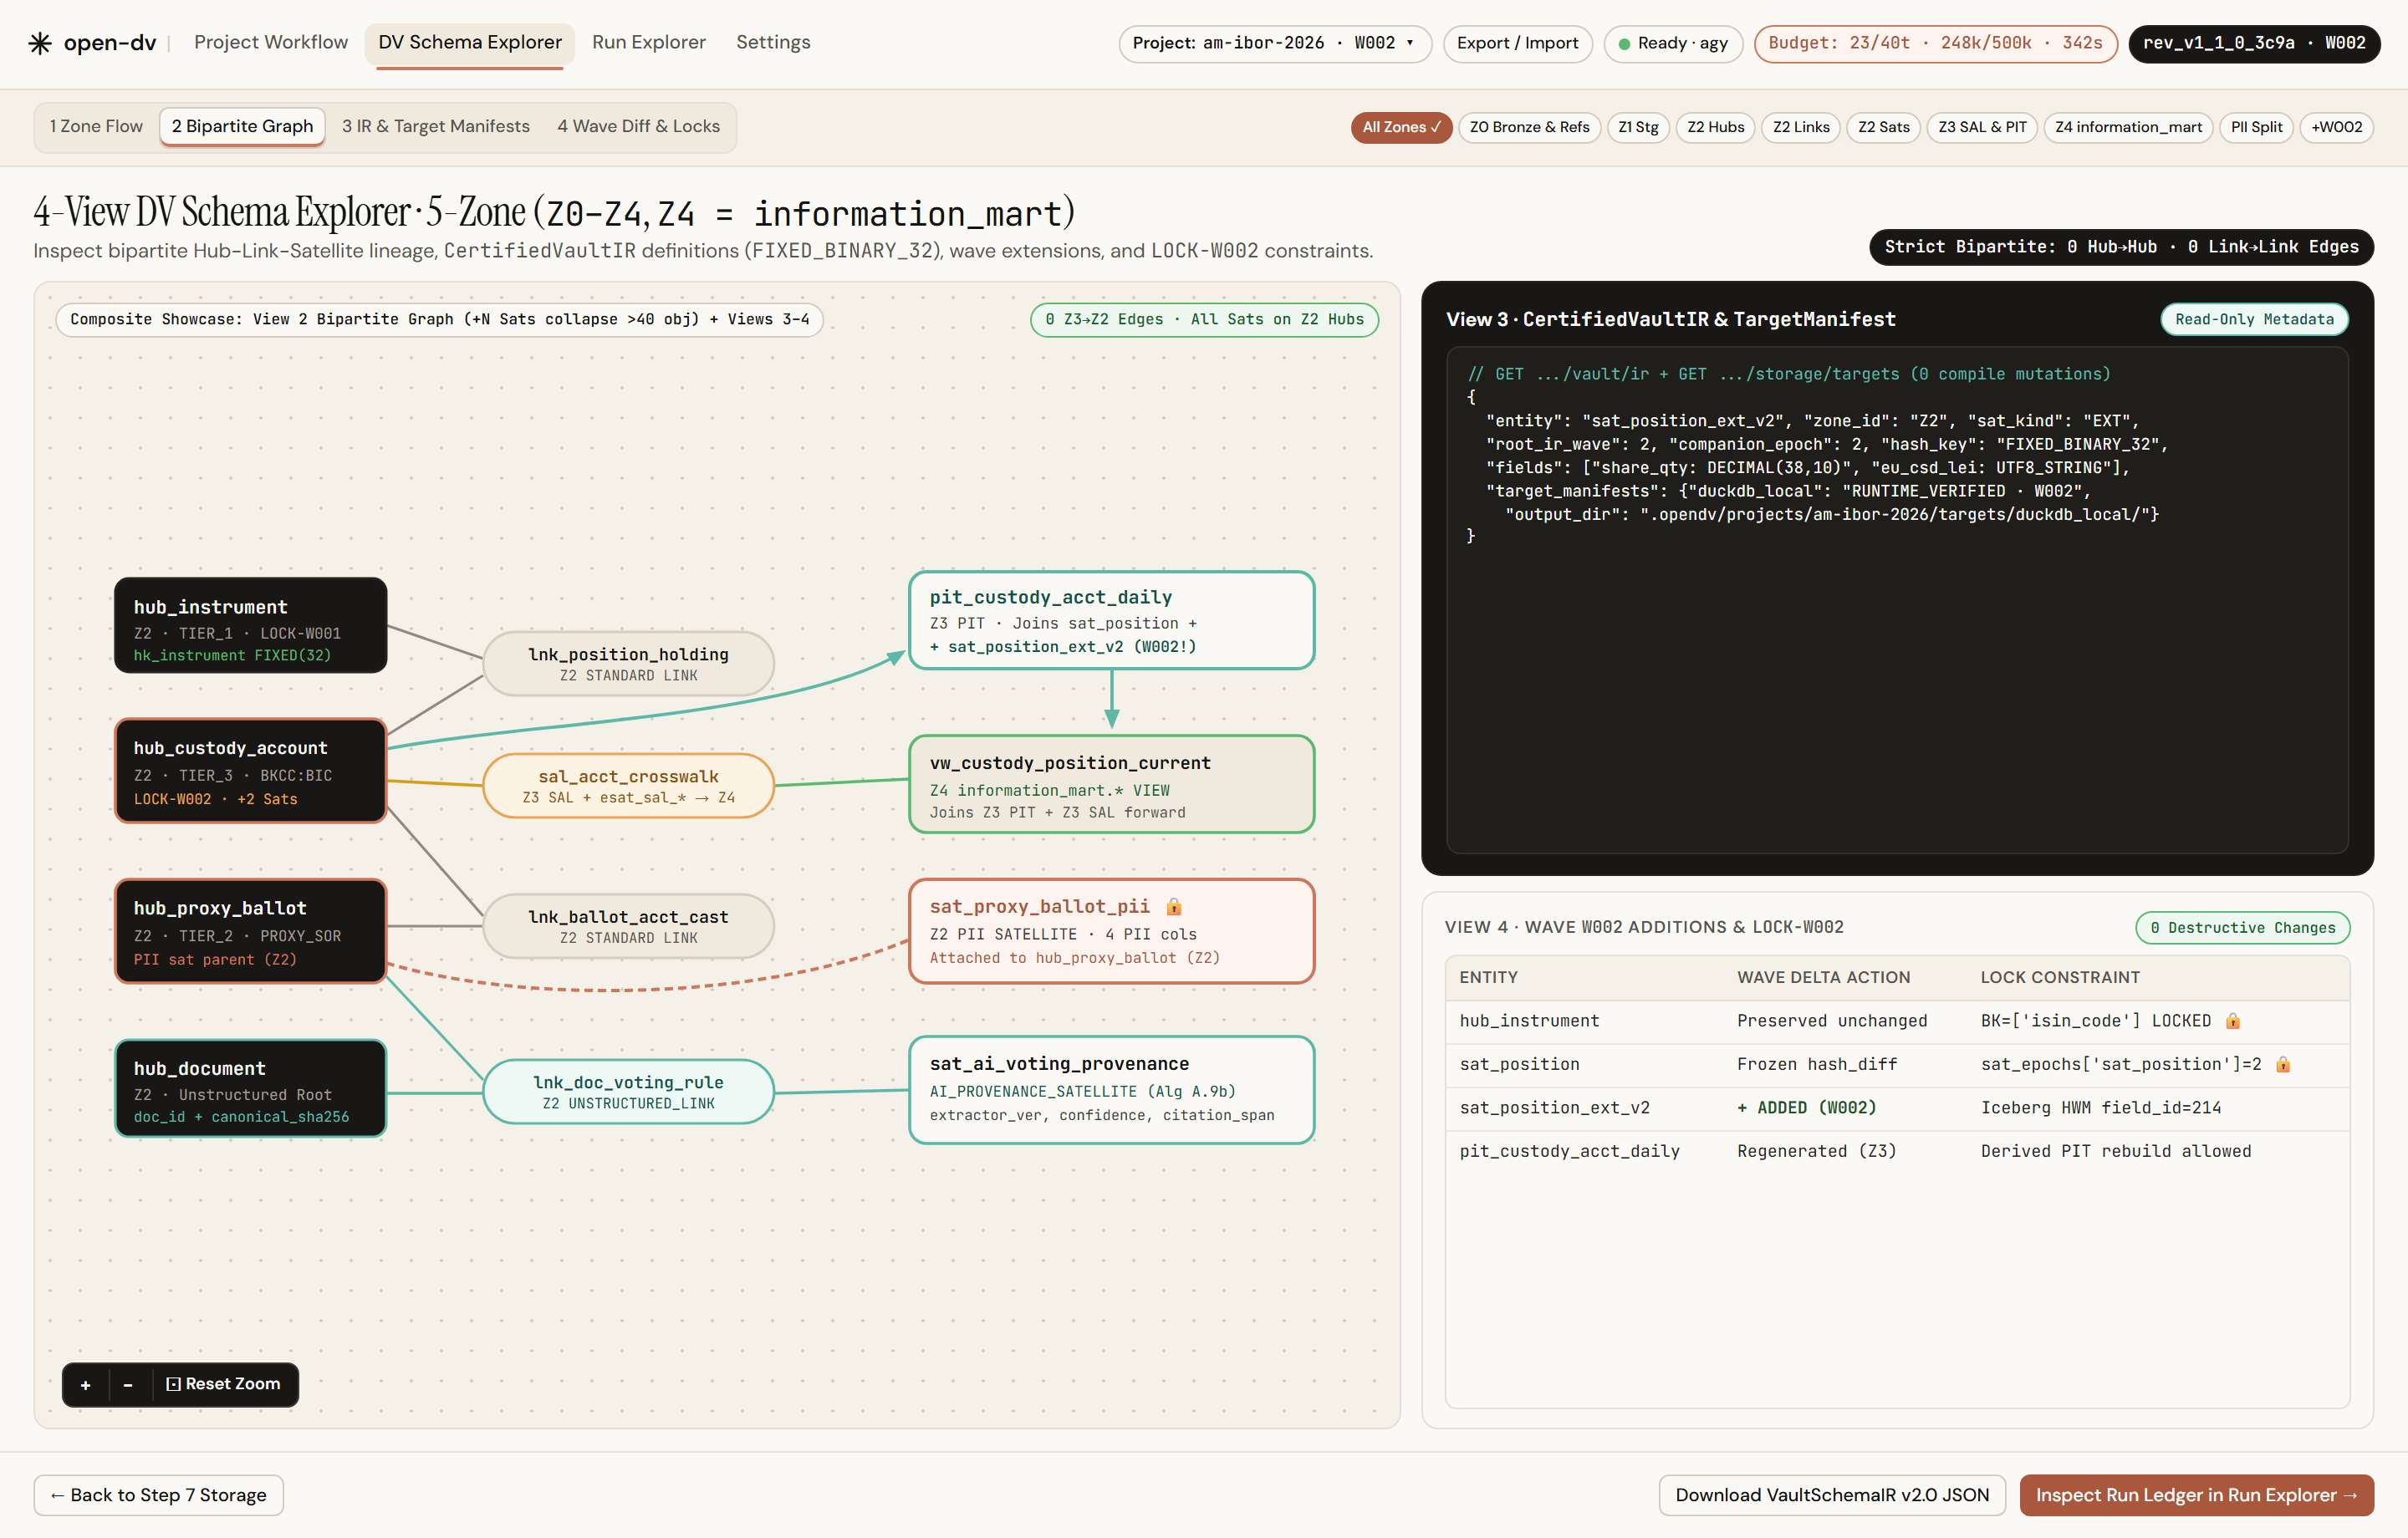 open-dv
Project Workflow
DV Schema Explorer
Run Explorer
Settings
Project: am-ibor-2026 · W002 ▾
Export / Import
Ready · agy
Budget: 23/40t · 248k/500k · 342s
rev_v1_1_0_3c9a · W002
1 Zone Flow
2 Bipartite Graph
3 IR & Target Manifests
4 Wave Diff & Locks
All Zones ✓
Z0 Bronze & Refs
Z1 Stg
Z2 Hubs
Z2 Links
Z2 Sats
Z3 SAL & PIT
Z4 information_mart
PII Split
+W002
4-View DV Schema Explorer · 5-Zone (Z0–Z4, Z4 = information_mart)
Inspect bipartite Hub-Link-Satellite lineage, CertifiedVaultIR definitions (FIXED_BINARY_32), wave extensions, and LOCK-W002 constraints.
Strict Bipartite: 0 Hub→Hub · 0 Link→Link Edges
Composite Showcase: View 2 Bipartite Graph (+N Sats collapse >40 obj) + Views 3–4
0 Z3→Z2 Edges · All Sats on Z2 Hubs
hub_instrument
Z2 · TIER_1 · LOCK-W001
hk_instrument FIXED(32)
hub_custody_account
Z2 · TIER_3 · BKCC:BIC
LOCK-W002 · +2 Sats
hub_proxy_ballot
Z2 · TIER_2 · PROXY_SOR
PII sat parent (Z2)
hub_document
Z2 · Unstructured Root
doc_id + canonical_sha256
lnk_position_holding
Z2 STANDARD LINK
sal_acct_crosswalk
Z3 SAL + esat_sal_* → Z4
lnk_ballot_acct_cast
Z2 STANDARD LINK
lnk_doc_voting_rule
Z2 UNSTRUCTURED_LINK
pit_custody_acct_daily
Z3 PIT · Joins sat_position +
+ sat_position_ext_v2 (W002!)
vw_custody_position_current
Z4 information_mart.* VIEW
Joins Z3 PIT + Z3 SAL forward
sat_proxy_ballot_pii 🔒
Z2 PII SATELLITE · 4 PII cols
Attached to hub_proxy_ballot (Z2)
sat_ai_voting_provenance
AI_PROVENANCE_SATELLITE (Alg A.9b)
extractor_ver, confidence, citation_span
+
−
⊡ Reset Zoom
View 3 · CertifiedVaultIR & TargetManifest
Read-Only Metadata
// GET .../vault/ir + GET .../storage/targets (0 compile mutations)
{
"entity": "sat_position_ext_v2", "zone_id": "Z2", "sat_kind": "EXT",
"root_ir_wave": 2, "companion_epoch": 2, "hash_key": "FIXED_BINARY_32",
"fields": ["share_qty: DECIMAL(38,10)", "eu_csd_lei: UTF8_STRING"],
"target_manifests": {"duckdb_local": "RUNTIME_VERIFIED · W002",
"output_dir": ".opendv/projects/am-ibor-2026/targets/duckdb_local/"}
}
VIEW 4 · WAVE W002 ADDITIONS & LOCK-W002
0 Destructive Changes
ENTITY WAVE DELTA ACTION LOCK CONSTRAINT
hub_instrument Preserved unchanged BK=['isin_code'] LOCKED 🔒
sat_position Frozen hash_diff sat_epochs['sat_position']=2 🔒
sat_position_ext_v2 + ADDED (W002) Iceberg HWM field_id=214
pit_custody_acct_daily Regenerated (Z3) Derived PIT rebuild allowed
← Back to Step 7 Storage
Download VaultSchemaIR v2.0 JSON
Inspect Run Ledger in Run Explorer →